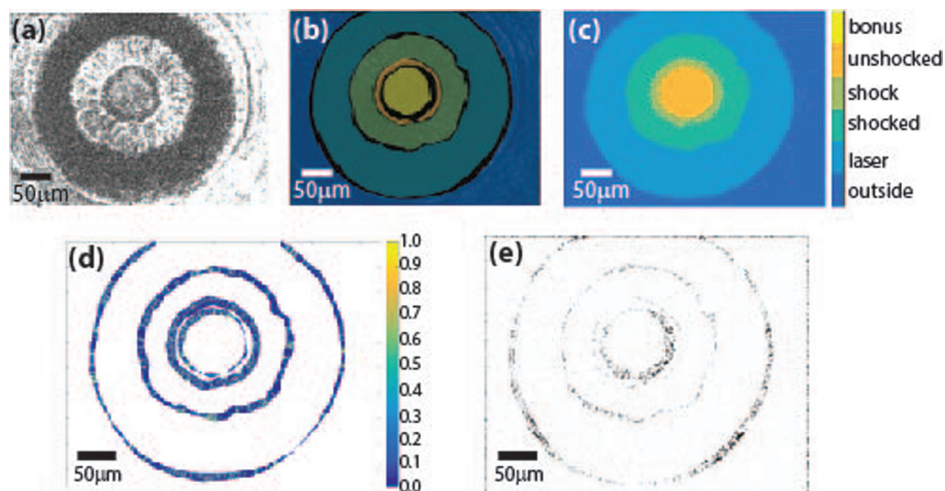 (a)
50μm
(b)
50μm
(c)
50μm
bonus
unshocked
shock
shocked
laser
outside
(d)
50μm
1.0
0.9
0.8
0.7
0.6
0.5
0.4
0.3
0.2
0.1
0.0
(e)
50μm